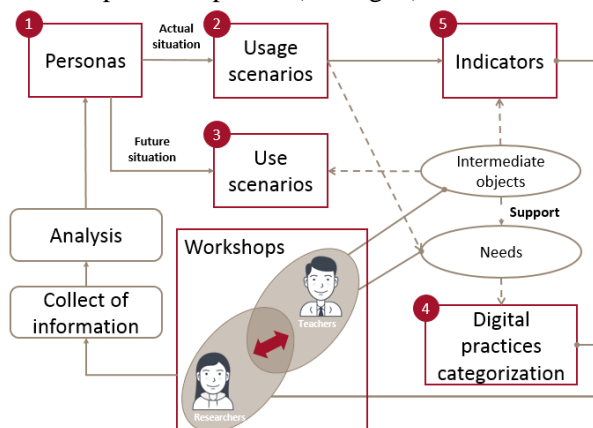 1
Personas
Actual
situation
2
Usage
scenarios
5
Indicators
Future
situation
3
Use
scenarios
Intermediate
objects
Support
Analysis
Workshops
Needs
Teachers
Collect of
information
4
Digital
practices
categorization
Researchers